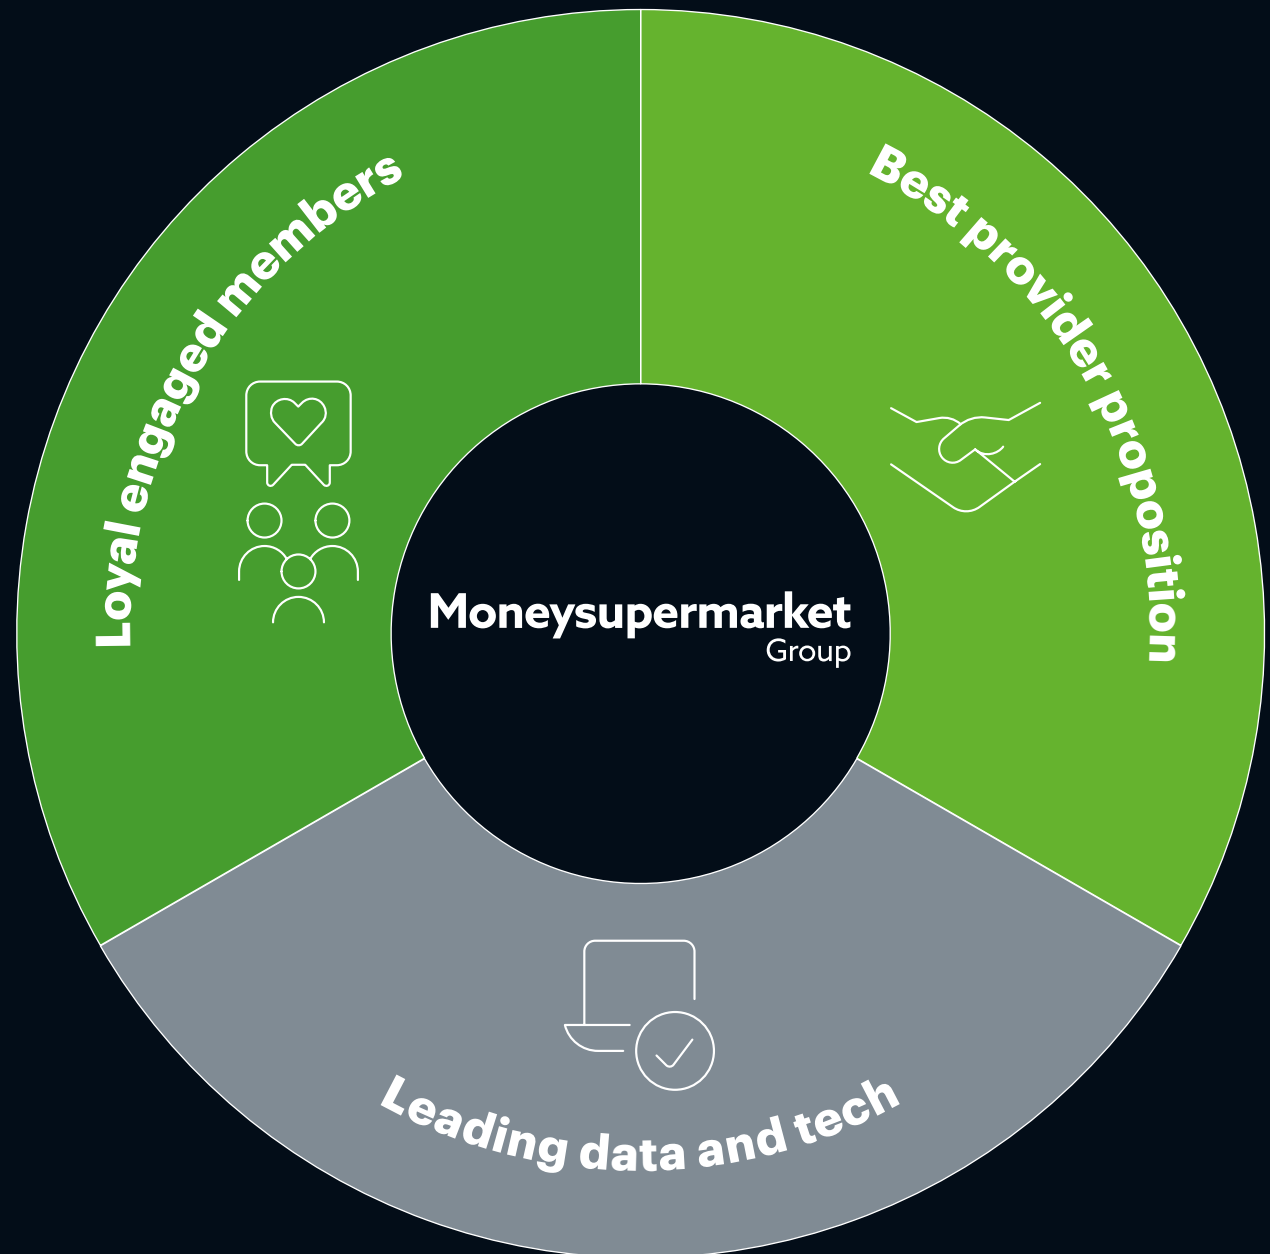 Loyal engaged members
Best provider proposition
Moneysupermarket
Group
Leading data and tech